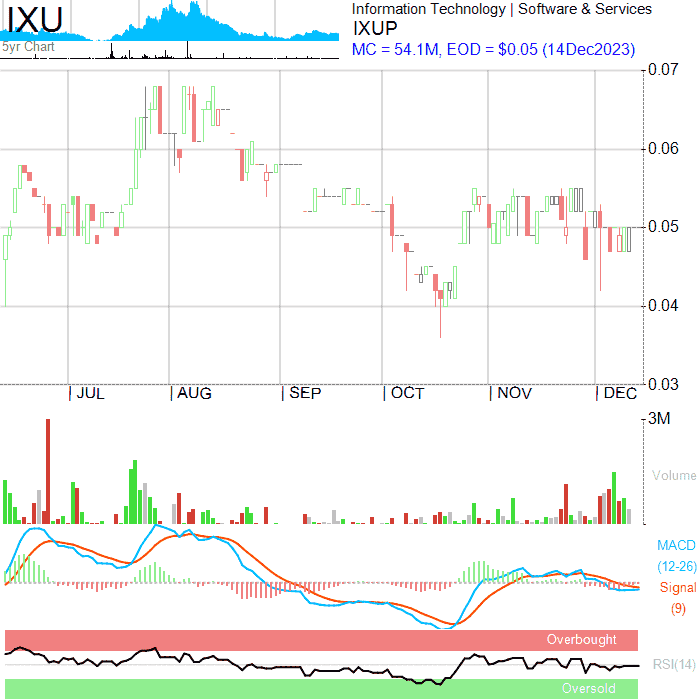 IXU
5yr Chart
Information Technology | Software & Services
IXUP
MC = 54.1M, EOD = $0.05 (14Dec2023)
0.07
0.06
0.05
0.04
0.03
| JUL | AUG | SEP | OCT | NOV | DEC
3M
Volume
MACD
(12-26)
Signal
(9)
Overbought
RSI(14)
Oversold